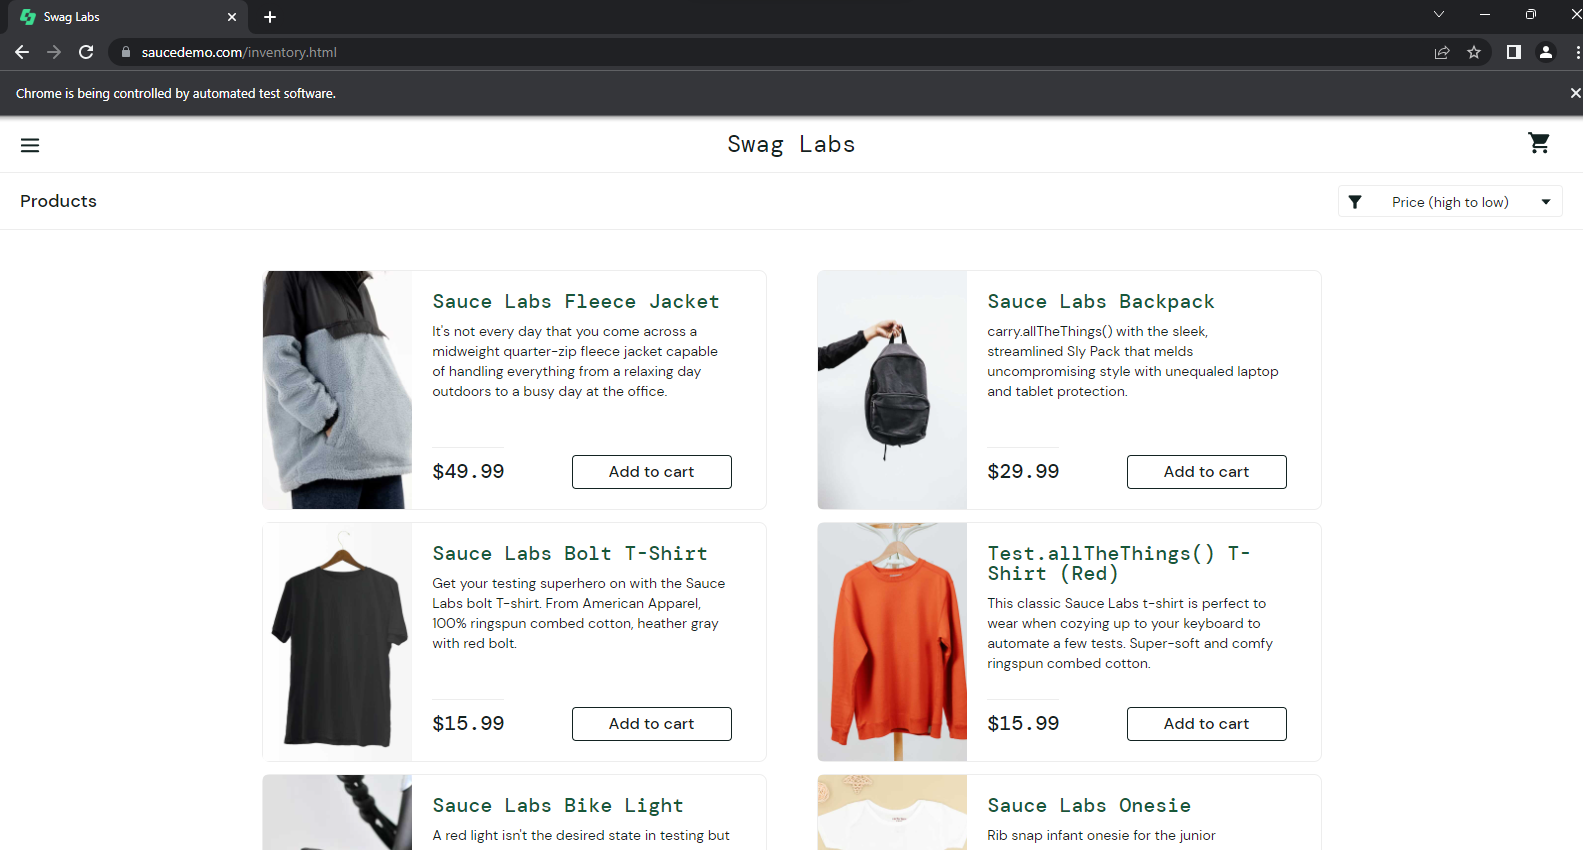 Swag Labs
saucedemo.com/inventory.html
Chrome is being controlled by automated test software.
Swag Labs
Products
Price (high to low)
Sauce Labs Fleece Jacket
It's not every day that you come across a
midweight quarter-zip fleece jacket capable
of handling everything from a relaxing day
outdoors to a busy day at the office.
$49.99
Add to cart
Sauce Labs Backpack
carry.allTheThings() with the sleek,
streamlined Sly Pack that melds
uncompromising style with unequaled laptop
and tablet protection.
$29.99
Add to cart
Sauce Labs Bolt T-Shirt
Get your testing superhero on with the Sauce
Labs bolt T-shirt. From American Apparel,
100% ringspun combed cotton, heather gray
with red bolt.
$15.99
Add to cart
Test.allTheThings() T-
Shirt (Red)
This classic Sauce Labs t-shirt is perfect to
wear when cozying up to your keyboard to
automate a few tests. Super-soft and comfy
ringspun combed cotton.
$15.99
Add to cart
Sauce Labs Bike Light
A red light isn't the desired state in testing but
Sauce Labs Onesie
Rib snap infant onesie for the junior